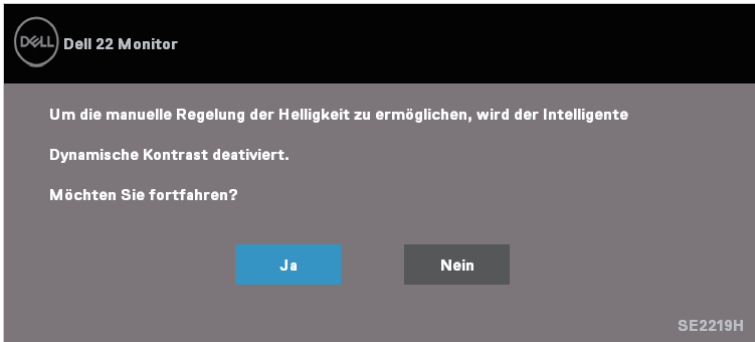 DELL
Dell 22 Monitor
Um die manuelle Regelung der Helligkeit zu ermöglichen, wird der Intelligente
Dynamische Kontrast deativiert.
Möchten Sie fortfahren?
Ja
Nein
SE2219H